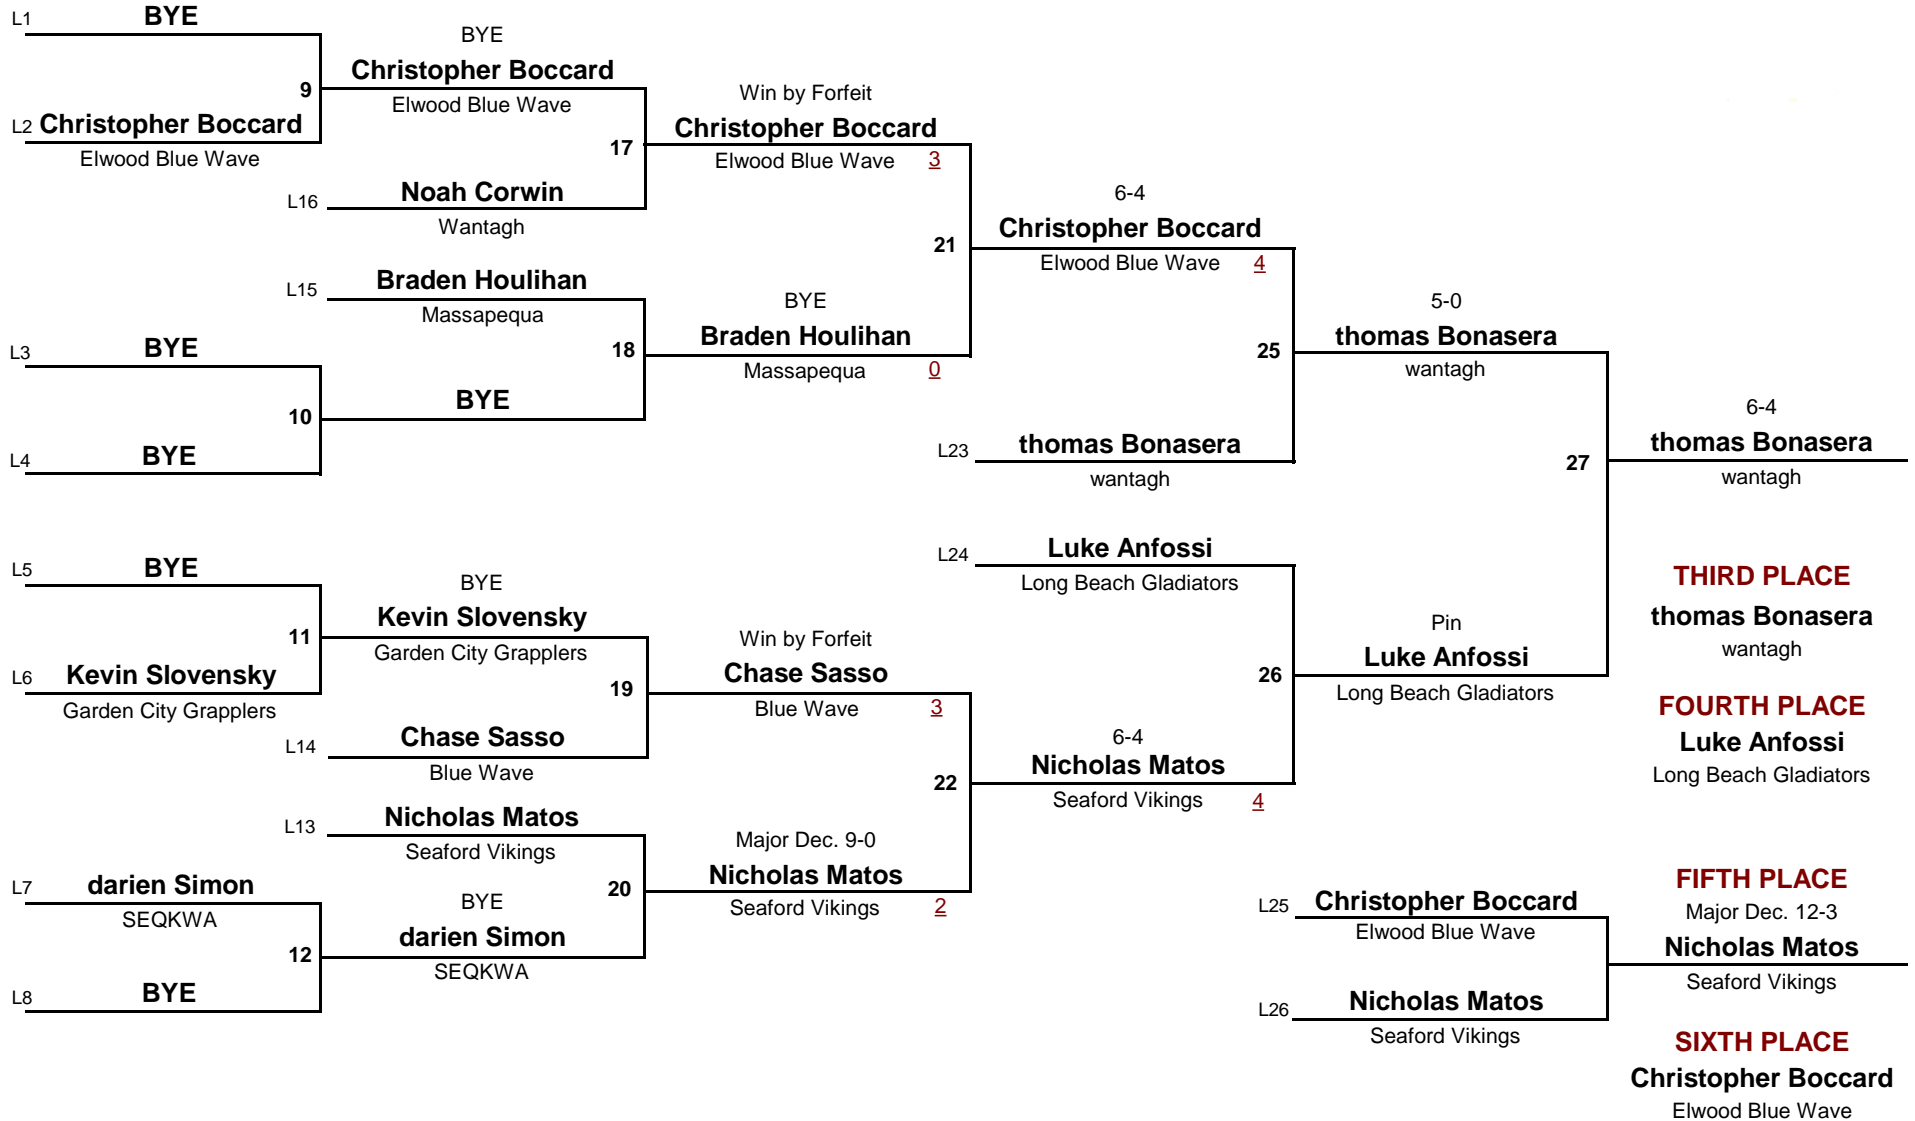 L1 BYE
BYE
Christopher Boccard
9
Elwood Blue Wave
L2 Christopher Boccard
Elwood Blue Wave
Win by Forfeit
Christopher Boccard
17
Elwood Blue Wave 3
L16 Noah Corwin
Wantagh
6-4
Christopher Boccard
21
Elwood Blue Wave 4
L15 Braden Houlihan
Massapequa
BYE
Braden Houlihan
18
Massapequa 0
L3 BYE
10
BYE
L4 BYE
5-0
thomas Bonasera
25
wantagh
L23 thomas Bonasera
wantagh
6-4
thomas Bonasera
27
wantagh
L24 Luke Anfossi
Long Beach Gladiators
L5 BYE
BYE
Kevin Slovensky
11
Garden City Grapplers
L6 Kevin Slovensky
Garden City Grapplers
Win by Forfeit
Chase Sasso
19
Blue Wave 3
L14 Chase Sasso
Blue Wave
Pin
Luke Anfossi
26
Long Beach Gladiators
6-4
Nicholas Matos
22
Seaford Vikings 4
L13 Nicholas Matos
Seaford Vikings
Major Dec. 9-0
Nicholas Matos
20
Seaford Vikings 2
L7 darien Simon
SEQKWA
BYE
darien Simon
12
SEQKWA
L8 BYE
THIRD PLACE
thomas Bonasera
wantagh
FOURTH PLACE
Luke Anfossi
Long Beach Gladiators
L25 Christopher Boccard
Elwood Blue Wave
L26 Nicholas Matos
Seaford Vikings
FIFTH PLACE
Major Dec. 12-3
Nicholas Matos
Seaford Vikings
SIXTH PLACE
Christopher Boccard
Elwood Blue Wave